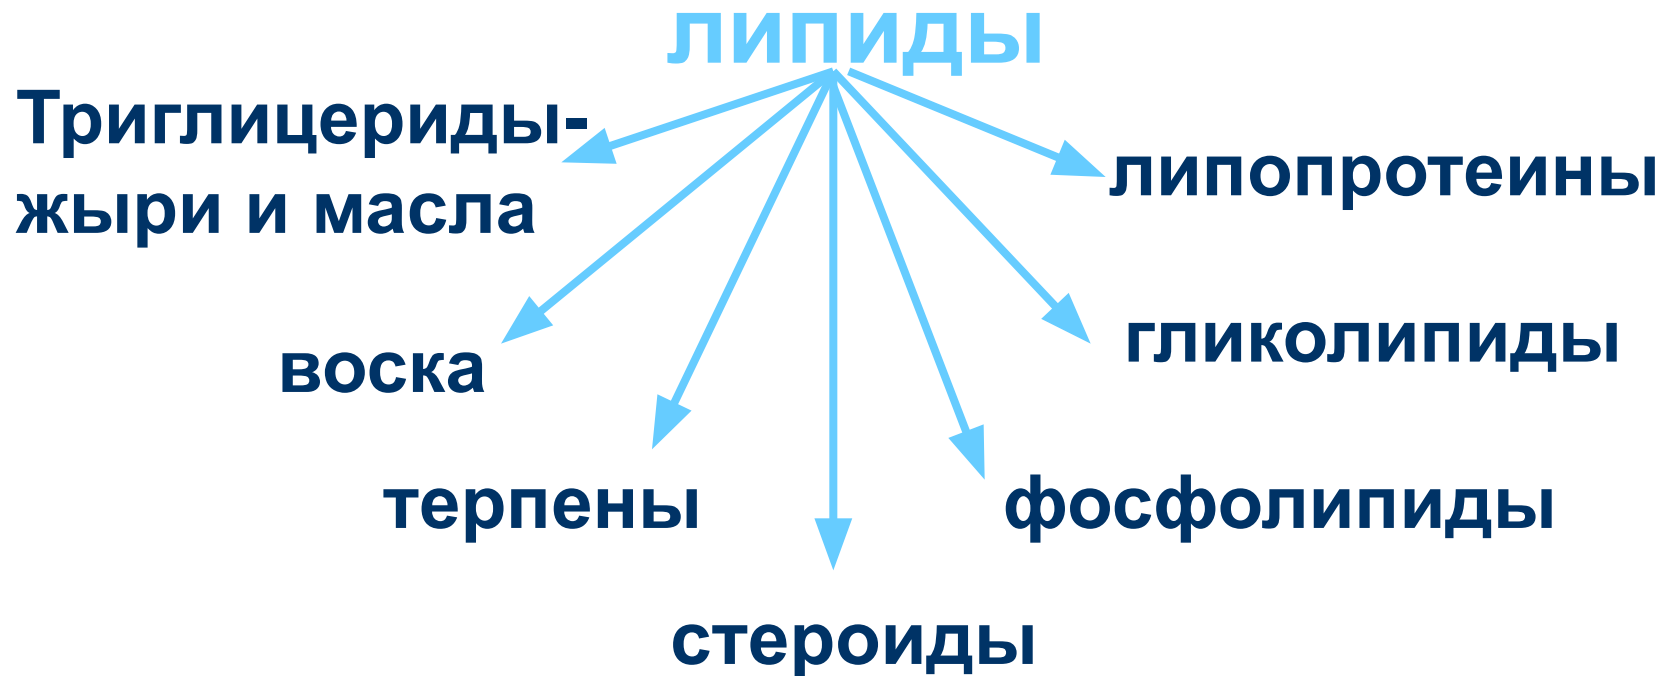 липиды
Триглицериды-
жыри и масла
воска
терпены
стероиды
фосфолипиды
гликолипиды
липопротеины